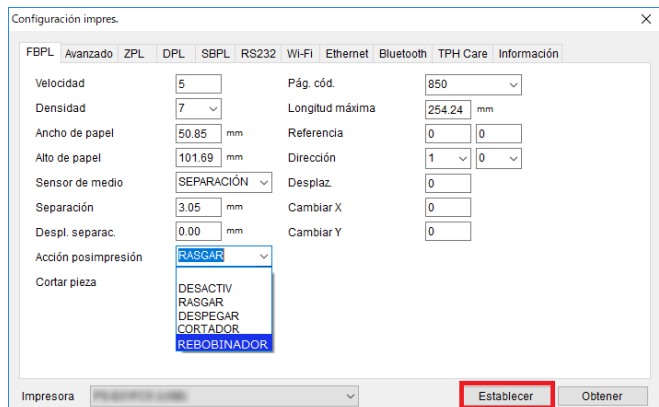 Configuración impres.
FBPL Avanzado ZPL DPL SBPL RS232 Wi-Fi Ethernet Bluetooth TPH Care Información
Velocidad 5 Pág. cód. 850
Densidad 7 Longitud máxima 254.24 mm
Ancho de papel 50.85 mm Referencia 0 0
Alto de papel 101.69 mm Dirección 1 0
Sensor de medio SEPARACIÓN Desplaz. 0
Separación 3.05 mm Cambiar X 0
Despl. separac. 0.00 mm Cambiar Y 0
Acción posimpresión RASGAR
Cortar pieza
DESACTIV
RASGAR
DESPEGAR
CORTADOR
REBOBINADOR
Impresora
Establecer Obtener